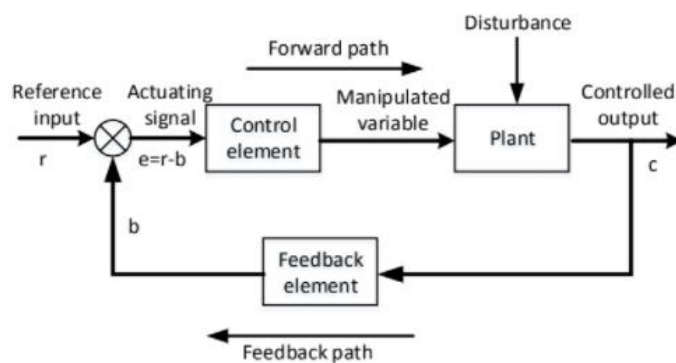 Disturbance
Forward path
Reference
input
Actuating
signal
Manipulated
variable
Controlled
output
Control
element
Plant
r
e=r-b
c
b
Feedback
element
Feedback path